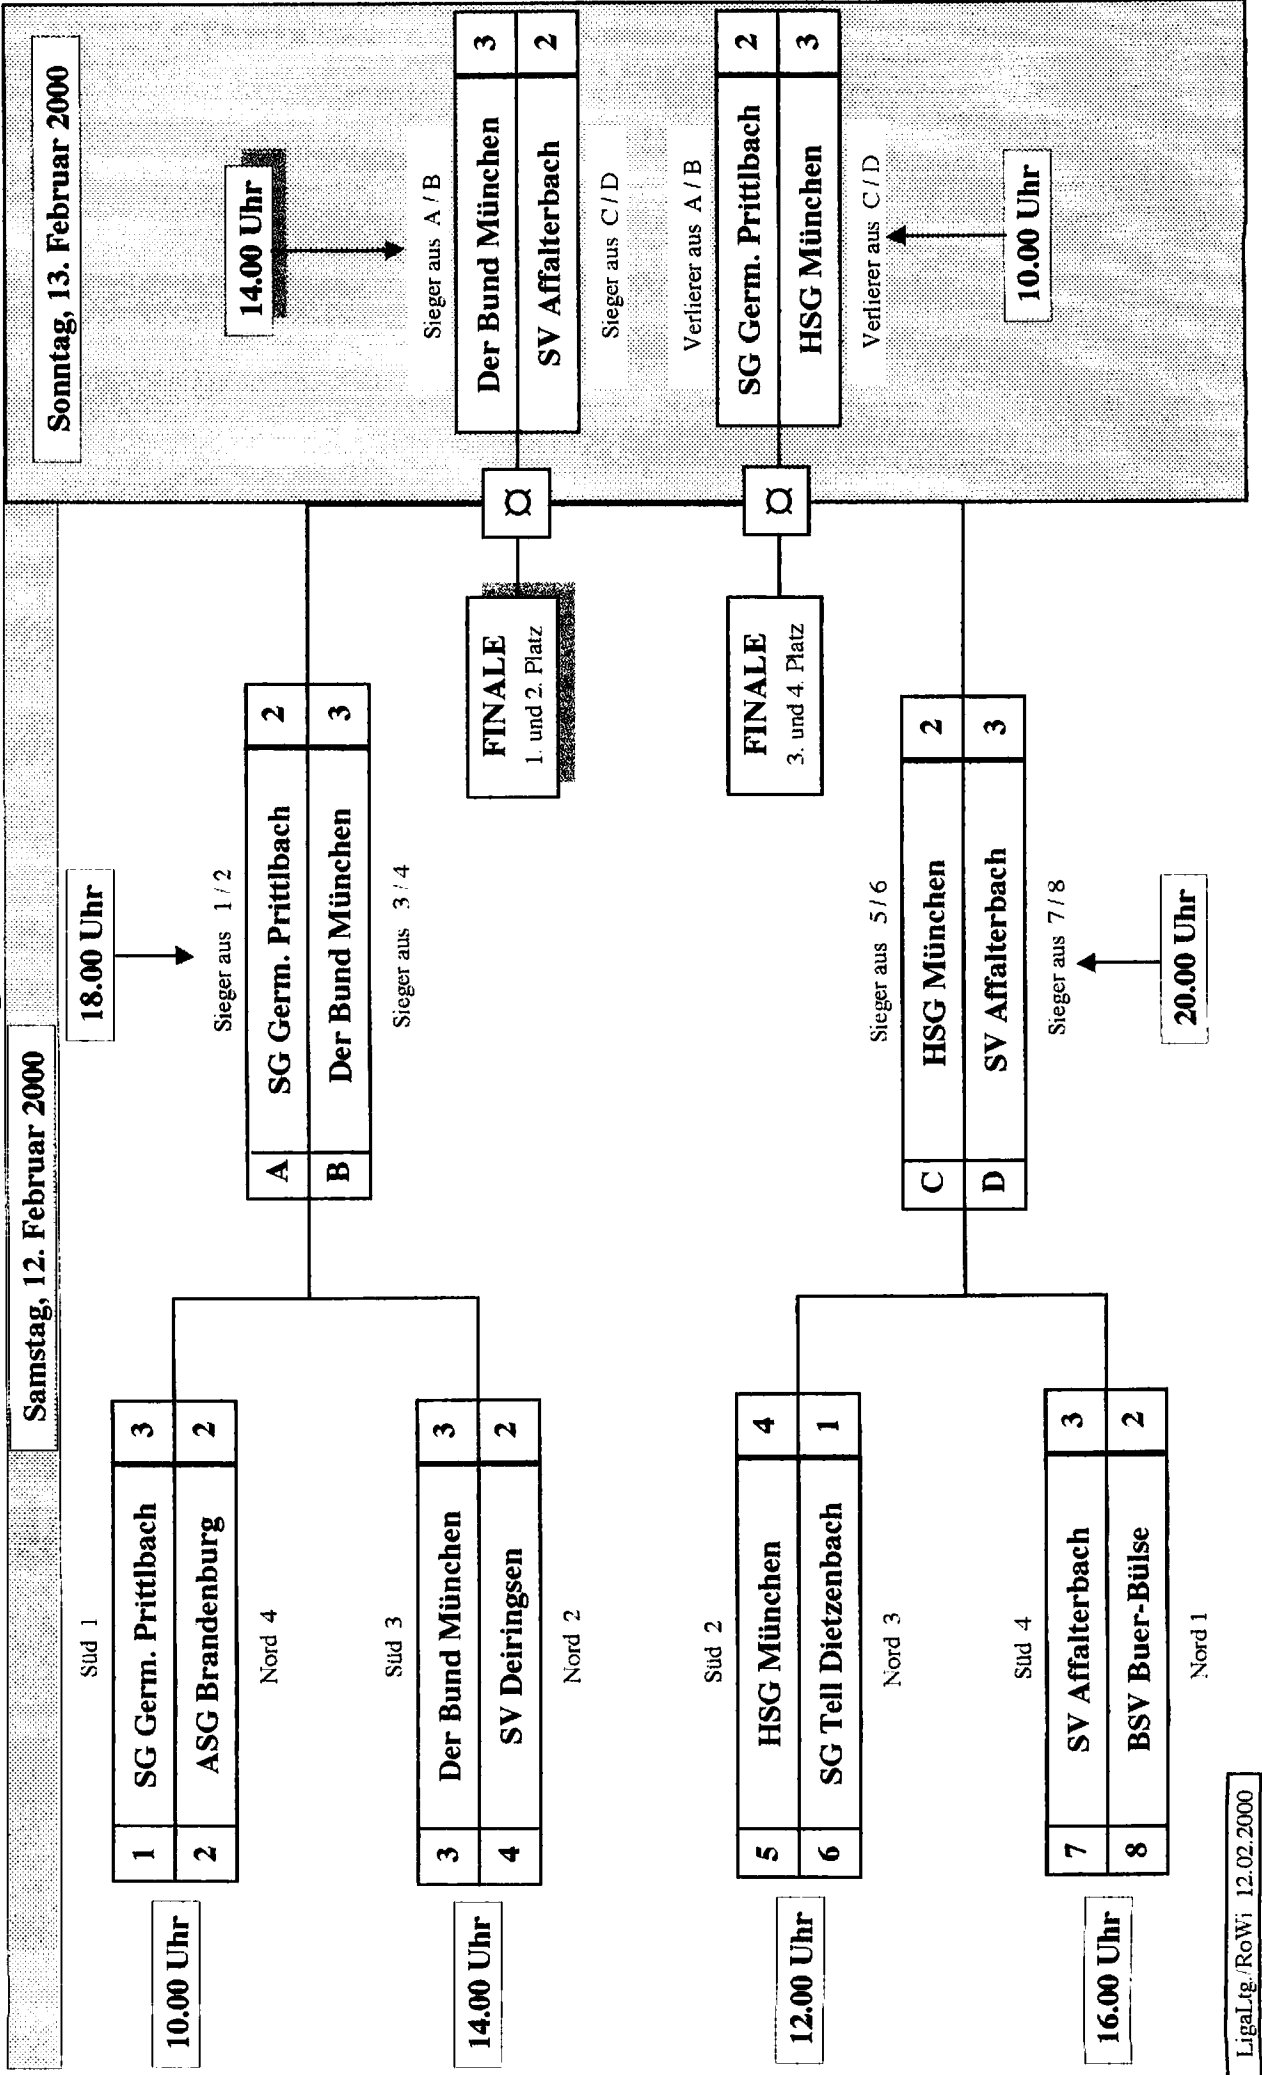 Samstag, 12. Februar 2000
Sonntag, 13. Februar 2000
10.00 Uhr
Süd 1
1 SG Germ. Prittlbach 3
2 ASG Brandenburg 2
Nord 4
14.00 Uhr
Süd 3
3 Der Bund München 3
4 SV Deiringsen 2
Nord 2
12.00 Uhr
Süd 2
5 HSG München 4
6 SG Tell Dietzenbach 1
Nord 3
16.00 Uhr
Süd 4
7 SV Affalterbach 3
8 BSV Buer-Bülse 2
Nord 1
18.00 Uhr
Sieger aus 1 / 2
A SG Germ. Prittlbach 2
B Der Bund München 3
Sieger aus 3 / 4
Sieger aus 5 / 6
C HSG München 2
D SV Affalterbach 3
Sieger aus 7 / 8
20.00 Uhr
FINALE
1. und 2. Platz
¤
FINALE
3. und 4. Platz
¤
14.00 Uhr
Sieger aus A / B
Der Bund München 3
SV Affalterbach 2
Sieger aus C / D
Verlierer aus A / B
SG Germ. Prittlbach 2
HSG München 3
Verlierer aus C / D
10.00 Uhr
LigaLtg./RoWi 12.02.2000